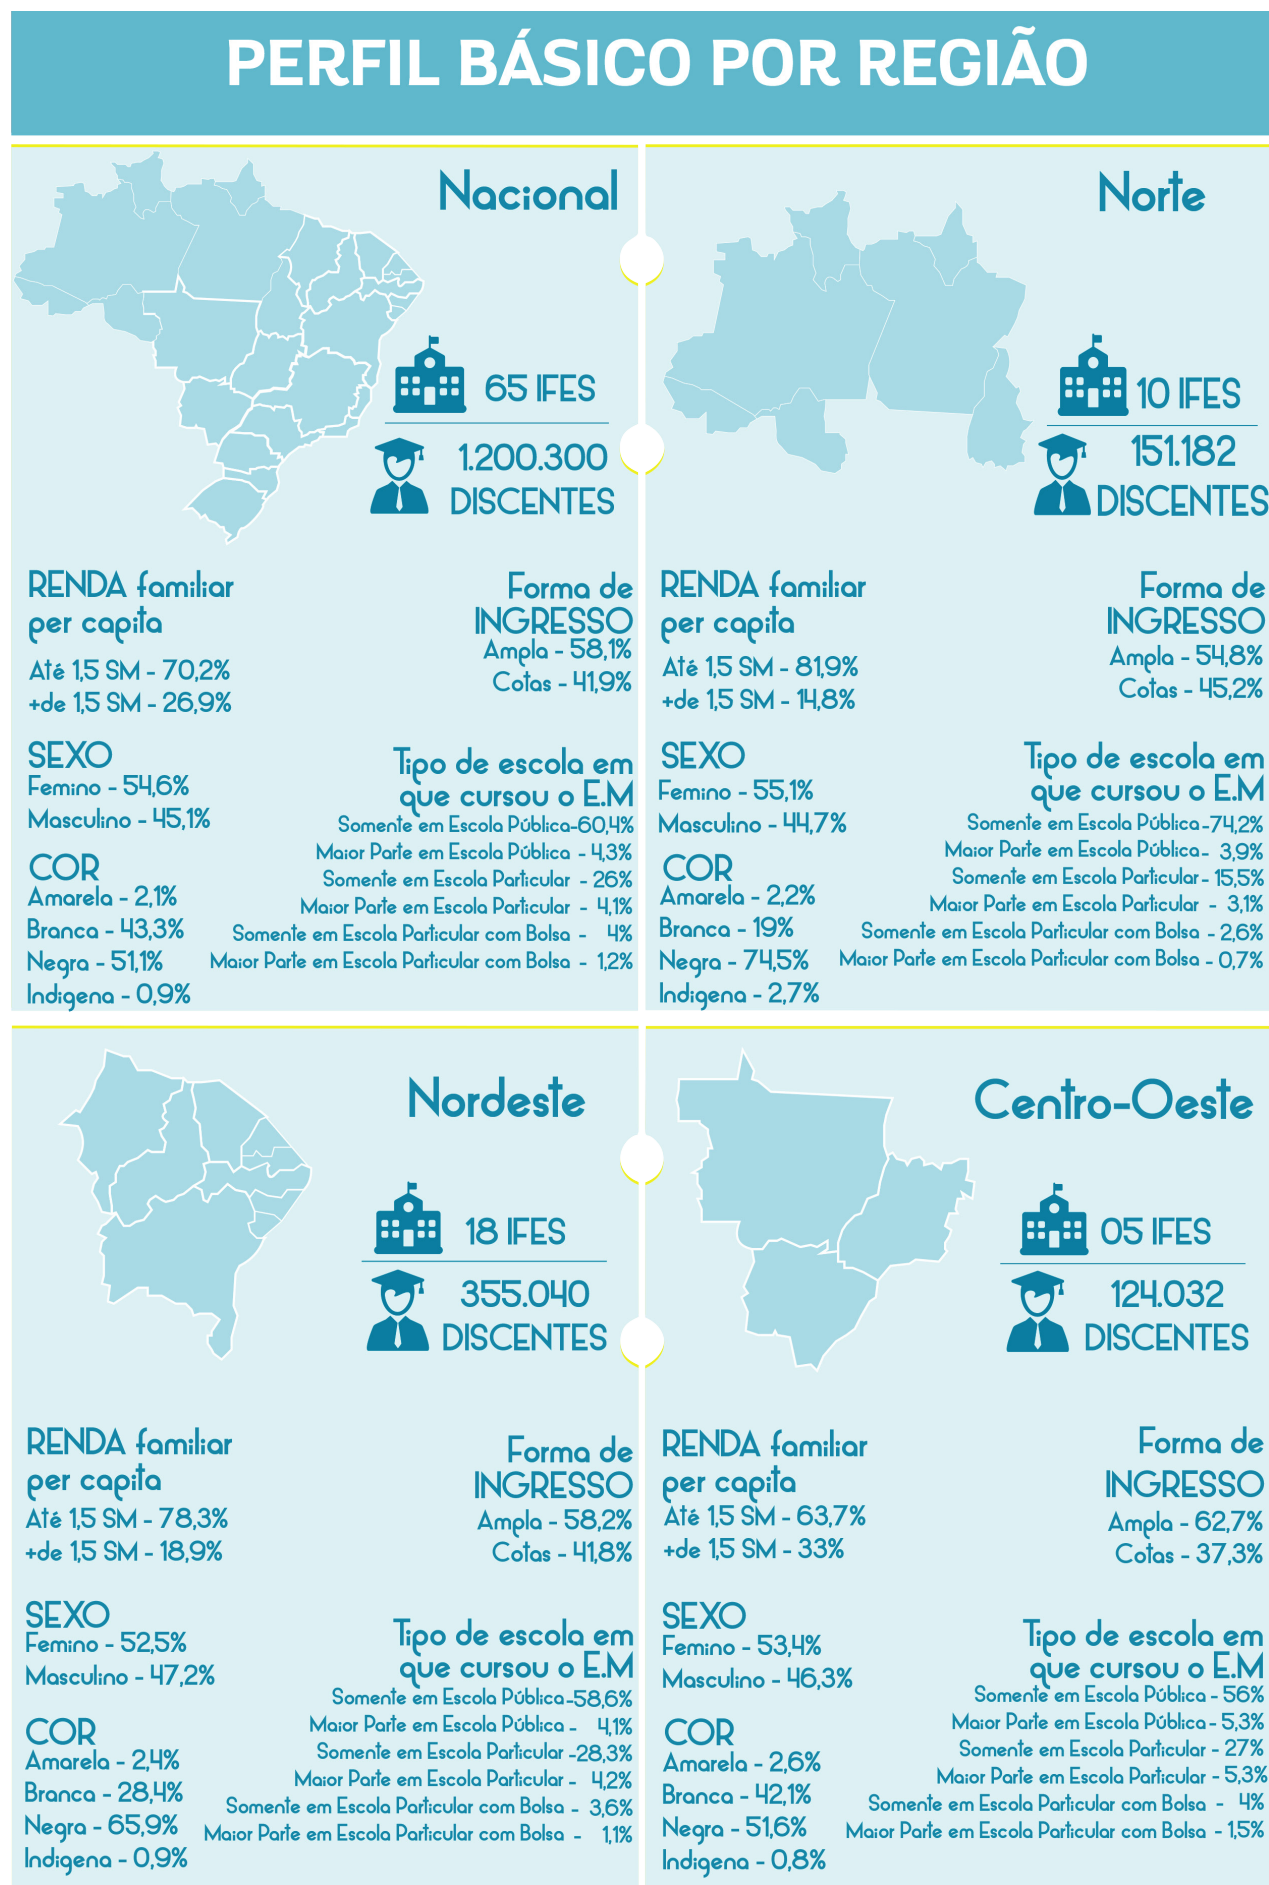 PERFIL BÁSICO POR REGIÃO
Nacional
65 IFES
1.200.300
DISCENTES
RENDA familiar
per capita
Até 1,5 SM - 70,2%
+de 1,5 SM - 26,9%
Forma de
INGRESSO
Ampla - 58,1%
Cotas - 41,9%
SEXO
Femino - 54,6%
Masculino - 45,1%
COR
Amarela - 2,1%
Branca - 43,3%
Negra - 51,1%
Indigena - 0,9%
Tipo de escola em
que cursou o E.M
Somente em Escola Pública-60,4%
Maior Parte em Escola Pública - 4,3%
Somente em Escola Particular - 26%
Maior Parte em Escola Particular - 4,1%
Somente em Escola Particular com Bolsa - 4%
Maior Parte em Escola Particular com Bolsa - 1,2%
Norte
10 IFES
151.182
DISCENTES
RENDA familiar
per capita
Até 1,5 SM - 81,9%
+de 1,5 SM - 14,8%
Forma de
INGRESSO
Ampla - 54,8%
Cotas - 45,2%
SEXO
Femino - 55,1%
Masculino - 44,7%
COR
Amarela - 2,2%
Branca - 19%
Negra - 74,5%
Indigena - 2,7%
Tipo de escola em
que cursou o E.M
Somente em Escola Pública -74,2%
Maior Parte em Escola Pública - 3,9%
Somente em Escola Particular - 15,5%
Maior Parte em Escola Particular - 3,1%
Somente em Escola Particular com Bolsa - 2,6%
Maior Parte em Escola Particular com Bolsa - 0,7%
Nordeste
18 IFES
355.040
DISCENTES
RENDA familiar
per capita
Até 1,5 SM - 78,3%
+de 1,5 SM - 18,9%
Forma de
INGRESSO
Ampla - 58,2%
Cotas - 41,8%
SEXO
Femino - 52,5%
Masculino - 47,2%
COR
Amarela - 2,4%
Branca - 28,4%
Negra - 65,9%
Indigena - 0,9%
Tipo de escola em
que cursou o E.M
Somente em Escola Pública-58,6%
Maior Parte em Escola Pública - 4,1%
Somente em Escola Particular -28,3%
Maior Parte em Escola Particular - 4,2%
Somente em Escola Particular com Bolsa - 3,6%
Maior Parte em Escola Particular com Bolsa - 1,1%
Centro-Oeste
05 IFES
124.032
DISCENTES
RENDA familiar
per capita
Até 1,5 SM - 63,7%
+de 1,5 SM - 33%
Forma de
INGRESSO
Ampla - 62,7%
Cotas - 37,3%
SEXO
Femino - 53,4%
Masculino - 46,3%
COR
Amarela - 2,6%
Branca - 42,1%
Negra - 51,6%
Indigena - 0,8%
Tipo de escola em
que cursou o E.M
Somente em Escola Pública - 56%
Maior Parte em Escola Pública - 5,3%
Somente em Escola Particular - 27%
Maior Parte em Escola Particular - 5,3%
Somente em Escola Particular com Bolsa - 4%
Maior Parte em Escola Particular com Bolsa - 1,5%